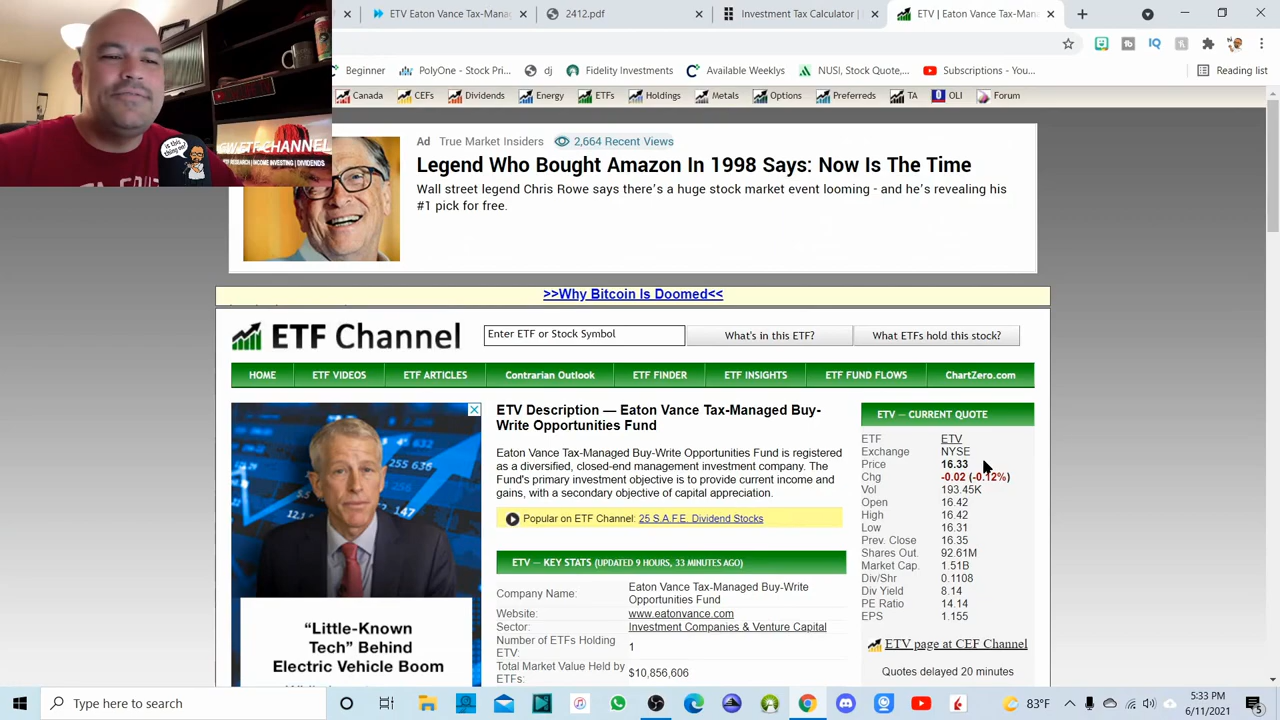 ETV | Tax-Man
2412.pdf
Investment Tax Calculator |
ETV | Eaton Vance Tax-Managed
Beginner
PolyOne - Stock Pri...
dj
Fidelity Investments
Available Weeklys
NUSI, Stock Quote,...
Subscriptions - You...
Reading list
Canada
CEFs
Dividends
Energy
ETFs
Holdings
Metals
Options
Preferreds
TA
OLI
Forum
is this thing on?
ETF CHANNEL
ETF RESEARCH | INCOME INVESTING | DIVIDENDS
Ad True Market Insiders 2,664 Recent Views
Legend Who Bought Amazon In 1998 Says: Now Is The Time
Wall street legend Chris Rowe says there's a huge stock market event looming - and he's revealing his
#1 pick for free.
>>Why Bitcoin Is Doomed<<
ETF Channel
Enter ETF or Stock Symbol
What's in this ETF?
What ETFs hold this stock?
HOME
ETF VIDEOS
ETF ARTICLES
Contrarian Outlook
ETF FINDER
ETF INSIGHTS
ETF FUND FLOWS
ChartZero.com
ETV Description — Eaton Vance Tax-Managed Buy-
Write Opportunities Fund
Eaton Vance Tax-Managed Buy-Write Opportunities Fund is registered
as a diversified, closed-end management investment company. The
Fund's primary investment objective is to provide current income and
gains, with a secondary objective of capital appreciation.
Popular on ETF Channel: 25 S.A.F.E. Dividend Stocks
ETV — KEY STATS (UPDATED 9 HOURS, 33 MINUTES AGO)
Company Name: Eaton Vance Tax-Managed Buy-Write
Opportunities Fund
Website: www.eatonvance.com
Sector: Investment Companies & Venture Capital
Number of ETFs Holding
ETV: 1
Total Market Value Held by
ETFs: $10,856,606
ETV — CURRENT QUOTE
ETF ETV
Exchange NYSE
Price 16.33
Chg -0.02 (-0.12%)
Vol 193.45K
Open 16.42
High 16.42
Low 16.31
Prev. Close 16.35
Shares Out. 92.61M
Market Cap. 1.51B
Div/Shr 0.1108
Div Yield 8.14
PE Ratio 14.14
EPS 1.155
ETV page at CEF Channel
Quotes delayed 20 minutes
"Little-Known
Tech" Behind
Electric Vehicle Boom
Type here to search
83°F
5:33 PM
6/11/2021
5